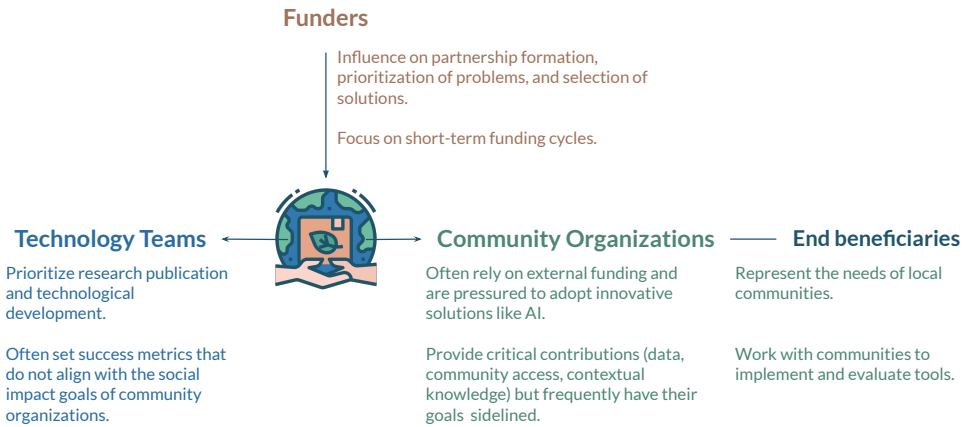 Funders
Influence on partnership formation,
prioritization of problems, and selection of
solutions.
Focus on short-term funding cycles.
Technology Teams
Prioritize research publication
and technological
development.
Often set success metrics that
do not align with the social
impact goals of community
organizations.
Community Organizations
Often rely on external funding and
are pressured to adopt innovative
solutions like AI.
Provide critical contributions (data,
community access, contextual
knowledge) but frequently have their
goals  sidelined.
End beneficiaries
Represent the needs of local
communities.
Work with communities to
implement and evaluate tools.